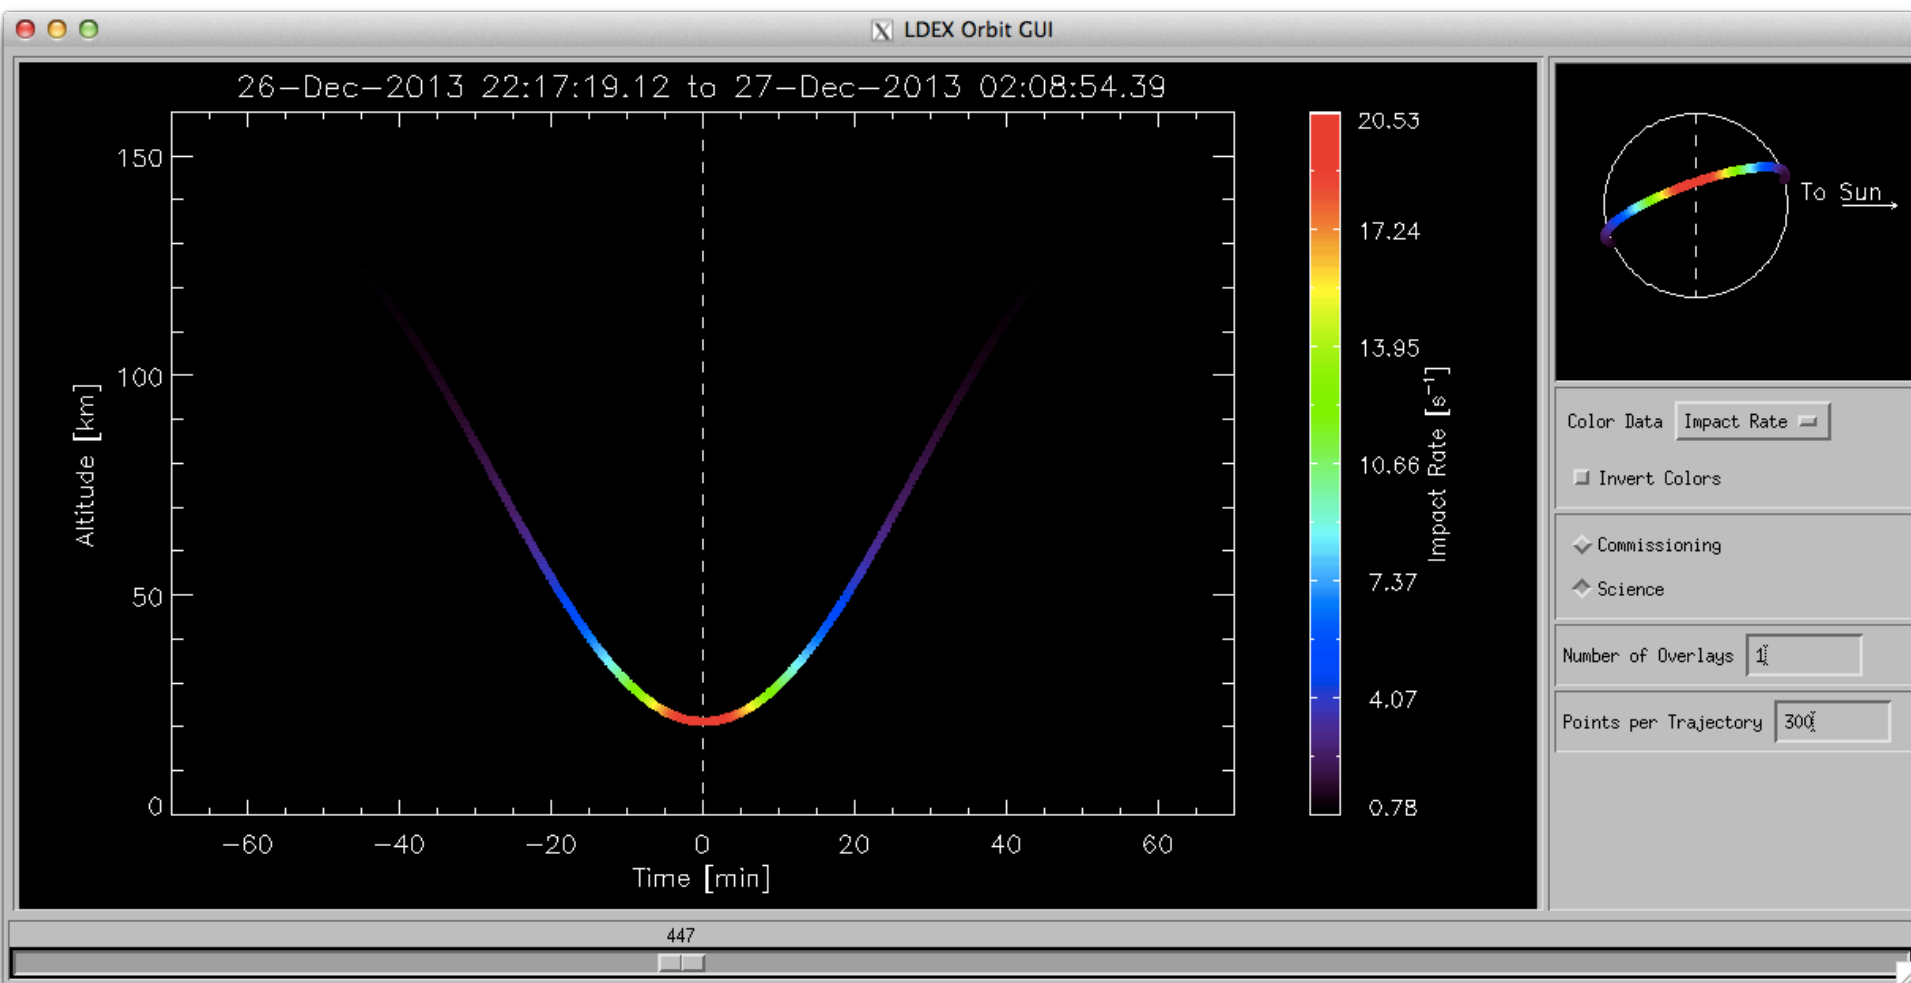 LDEX Orbit GUI
26-Dec-2013 22:17:19.12 to 27-Dec-2013 02:08:54.39
150
100
50
0
Altitude [km]
-60 -40 -20 0 20 40 60
Time [min]
20.53
17.24
13.95
10.66
7.37
4.07
0.78
Impact Rate [s⁻¹]
To Sun
Color Data Impact Rate
Invert Colors
Commissioning
Science
Number of Overlays 1
Points per Trajectory 300
447